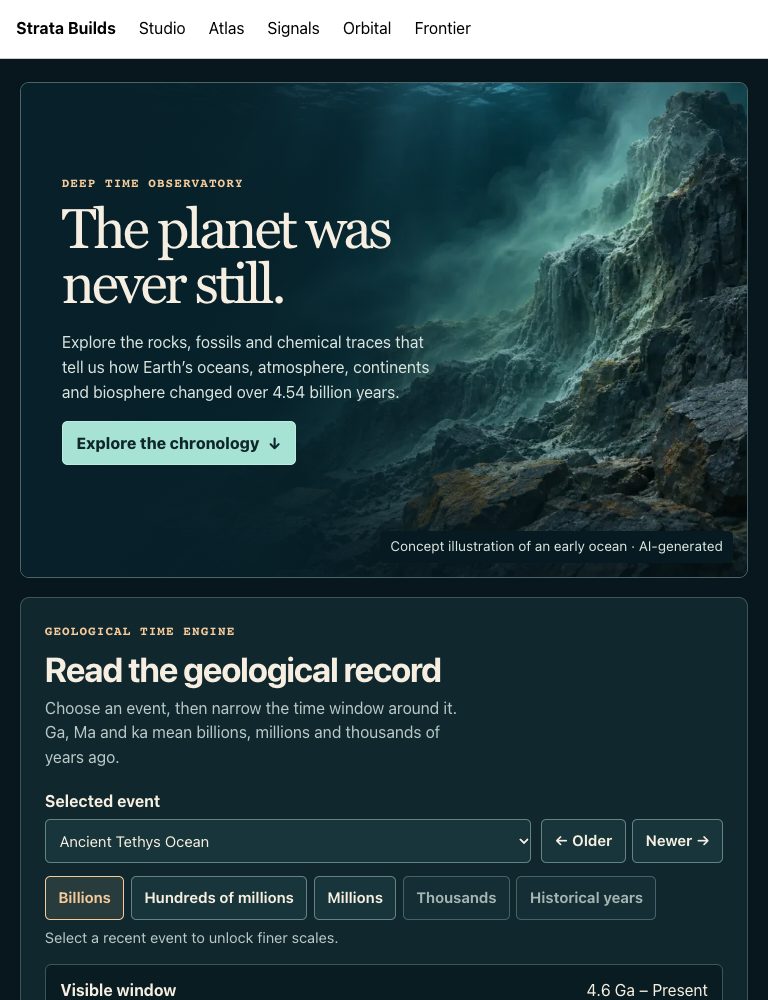 Strata Builds Studio Atlas Signals Orbital Frontier
DEEP TIME OBSERVATORY
The planet was
never still.
Explore the rocks, fossils and chemical traces that
tell us how Earth’s oceans, atmosphere, continents
and biosphere changed over 4.54 billion years.
Explore the chronology ↓
Concept illustration of an early ocean · AI-generated
GEOLOGICAL TIME ENGINE
Read the geological record
Choose an event, then narrow the time window around it.
Ga, Ma and ka mean billions, millions and thousands of
years ago.
Selected event
Ancient Tethys Ocean ← Older Newer →
Billions Hundreds of millions Millions Thousands Historical years
Select a recent event to unlock finer scales.
Visible window 4.6 Ga – Present